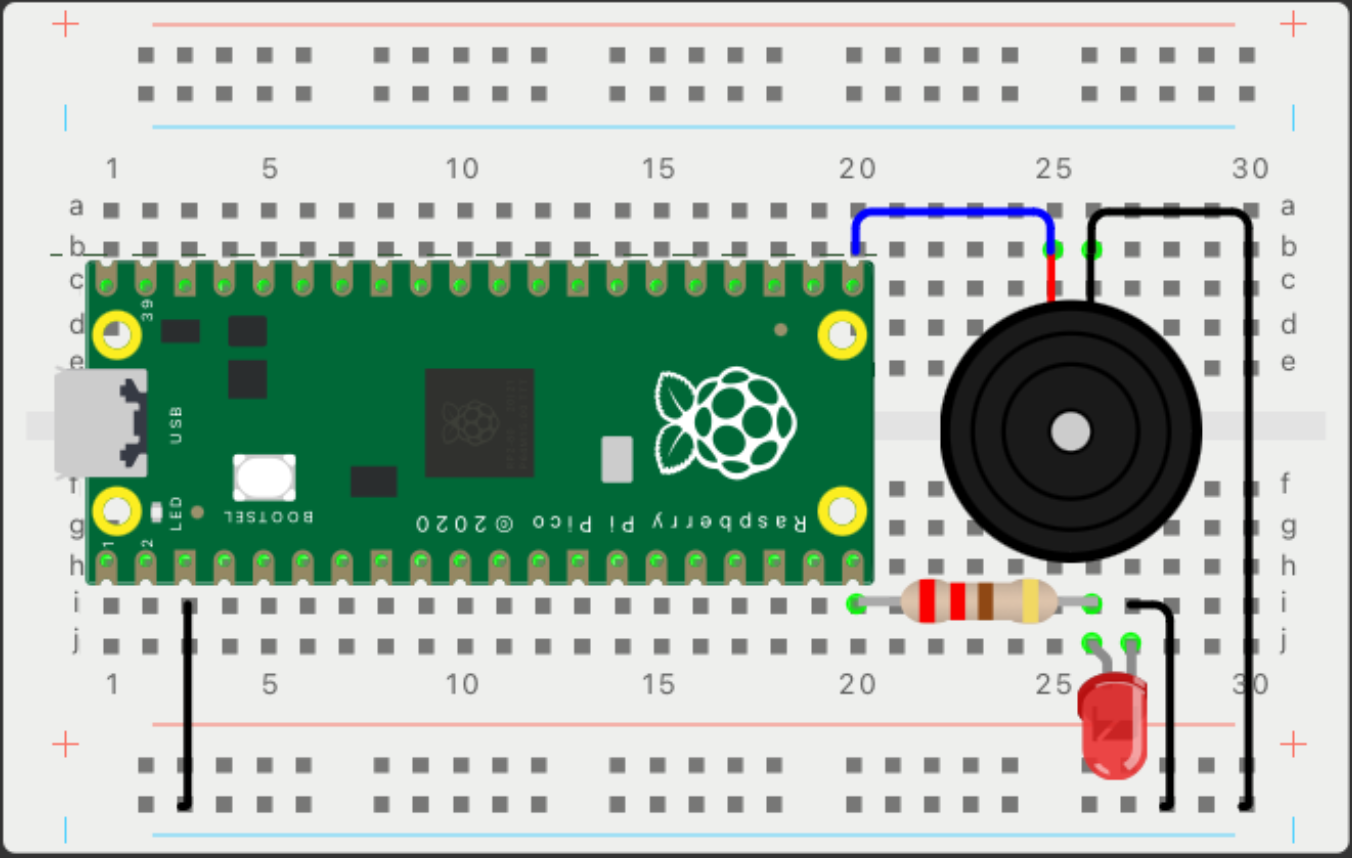 + +
1 5 10 15 20 25 30
a a
b b
c c
39
d d
e e
USB
f f
LED BOOTSEL
g Raspberry Pi Pico ©2020 g
1 2
h h
i i
j j
1 5 10 15 20 25 30
+ +